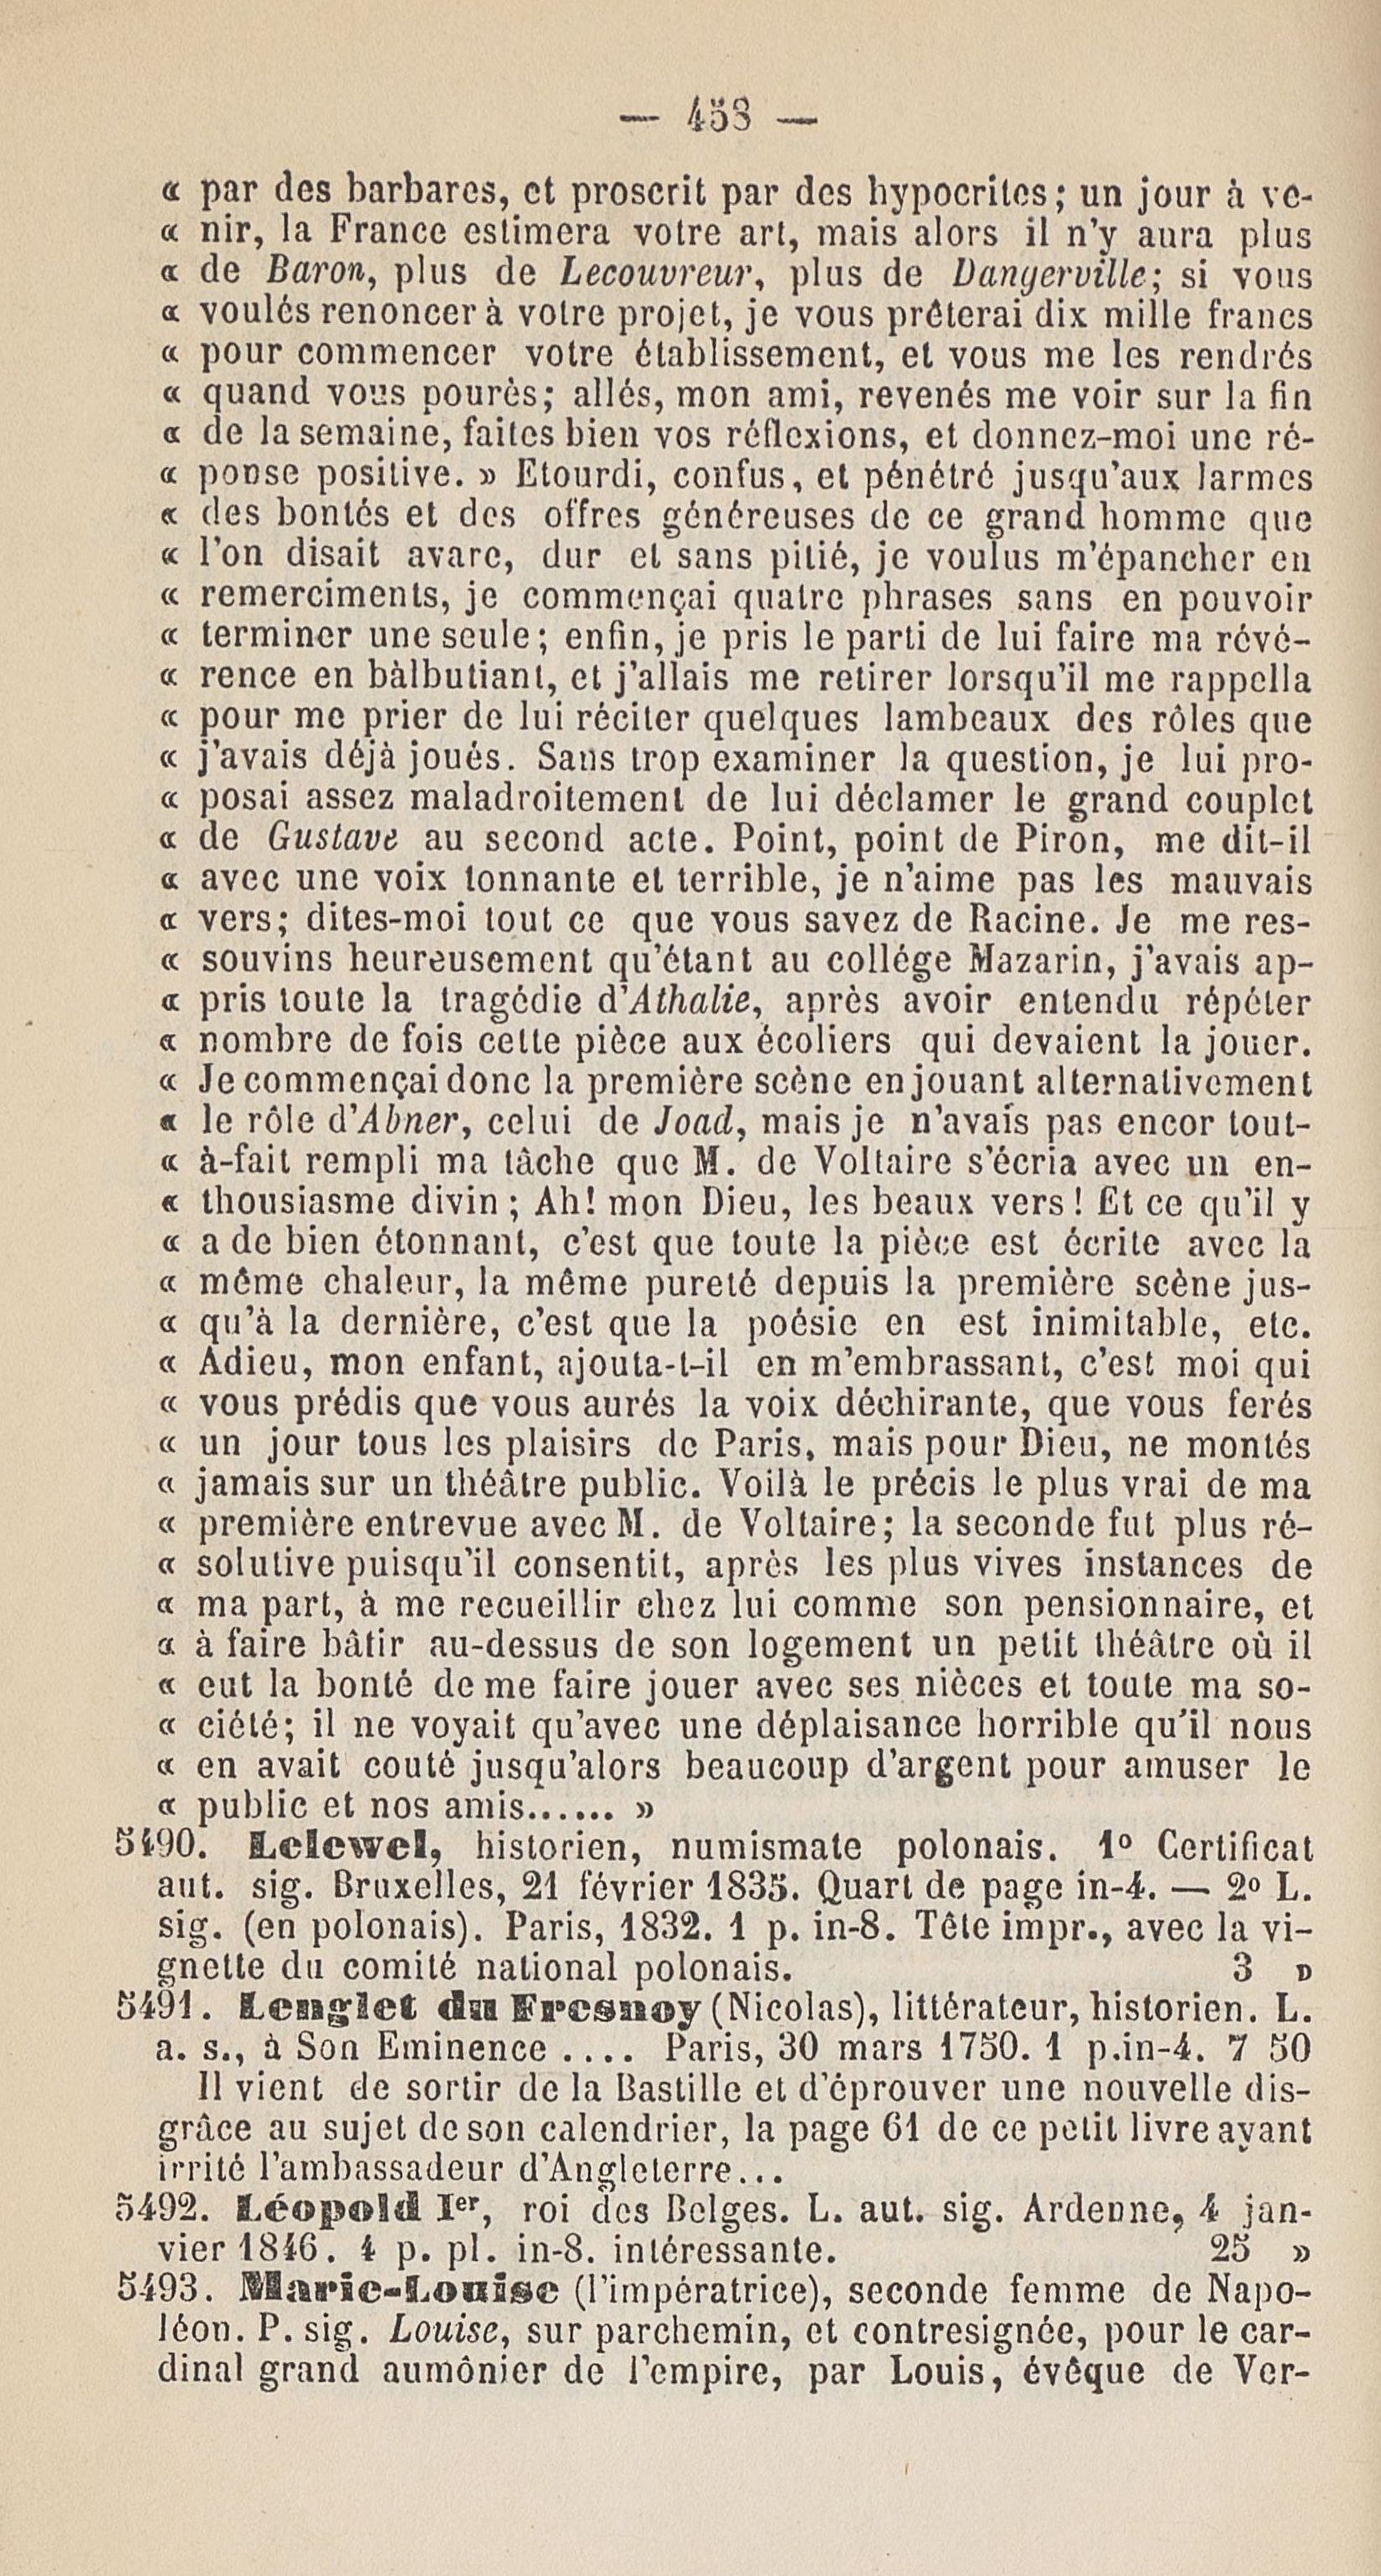 — 458 —
« par des barbares, et proscrit par des hypocrites; un jour à ve-
« nir, la France estimera votre art, mais alors il n'y aura plus
« de Baron, plus de Lecouvreur, plus de Dangerville; si vous
« voulés renoncer à votre projet, je vous prêterai dix mille francs
« pour commencer votre établissement, et vous me les rendrés
« quand vous pourès; allés, mon ami, revenés me voir sur la fin
« de la semaine, faites bien vos réflexions, et donnez-moi une ré-
« ponse positive. » Etourdi, confus, et pénétré jusqu'aux larmes
« des bontés et des offres généreuses de ce grand homme que
« l'on disait avare, dur et sans pitié, je voulus m'épancher en
« remerciments, je commençai quatre phrases sans en pouvoir
« terminer une seule; enfin, je pris le parti de lui faire ma révé-
« rence en bàlbutiant, et j'allais me retirer lorsqu'il me rappella
« pour me prier de lui réciter quelques lambeaux des rôles que
« j'avais déjà joués. Sans trop examiner la question, je lui pro-
« posai assez maladroitement de lui déclamer le grand couplet
« de Gustave au second acte. Point, point de Piron, me dit-il
« avec une voix tonnante et terrible, je n'aime pas les mauvais
« vers; dites-moi tout ce que vous savez de Racine. Je me res-
« souvins heureusement qu'étant au collége Mazarin, j'avais ap-
« pris toute la tragédie d'Athalie, après avoir entendu répéter
« nombre de fois cette pièce aux écoliers qui devaient la jouer.
« Je commençai donc la première scène en jouant alternativement
« le rôle d'Abner, celui de Joad, mais je n'avais pas encor tout-
« à-fait rempli ma tâche que M. de Voltaire s'écria avec un en-
« thousiasme divin; Ah! mon Dieu, les beaux vers! Et ce qu'il y
« a de bien étonnant, c'est que toute la pièce est écrite avec la
« même chaleur, la même pureté depuis la première scène jus-
« qu'à la dernière, c'est que la poésie en est inimitable, etc.
« Adieu, mon enfant, ajouta-t-il en m'embrassant, c'est moi qui
« vous prédis que vous aurés la voix déchirante, que vous ferés
« un jour tous les plaisirs de Paris, mais pour Dieu, ne montés
« jamais sur un théâtre public. Voilà le précis le plus vrai de ma
« première entrevue avec M. de Voltaire; la seconde fut plus ré-
« solutive puisqu'il consentit, après les plus vives instances de
« ma part, à me recueillir chez lui comme son pensionnaire, et
« à faire bâtir au-dessus de son logement un petit théâtre où il
« eut la bonté de me faire jouer avec ses nièces et toute ma so-
« ciété; il ne voyait qu'avec une déplaisance horrible qu'il nous
« en avait couté jusqu'alors beaucoup d'argent pour amuser le
« public et nos amis...... »
5490. Lelewel, historien, numismate polonais. 1º Certificat
aut. sig. Bruxelles, 21 février 1835. Quart de page in-4. — 2º L.
sig. (en polonais). Paris, 1832. 1 p. in-8. Tête impr., avec la vi-
gnette du comité national polonais. 3 »
5491. Lenglet du Fresnoy (Nicolas), littérateur, historien. L.
a. s., à Son Eminence .... Paris, 30 mars 1750. 1 p. in-4. 7 50
Il vient de sortir de la Bastille et d'éprouver une nouvelle dis-
grâce au sujet de son calendrier, la page 61 de ce petit livre ayant
irrité l'ambassadeur d'Angleterre...
5492. Léopold Ier, roi des Belges. L. aut. sig. Ardenne, 4 jan-
vier 1846. 4 p. pl. in-8. intéressante. 25 »
5493. Marie-Louise (l'impératrice), seconde femme de Napo-
léon. P. sig. Louise, sur parchemin, et contresignée, pour le car-
dinal grand aumônier de l'empire, par Louis, évêque de Ver-